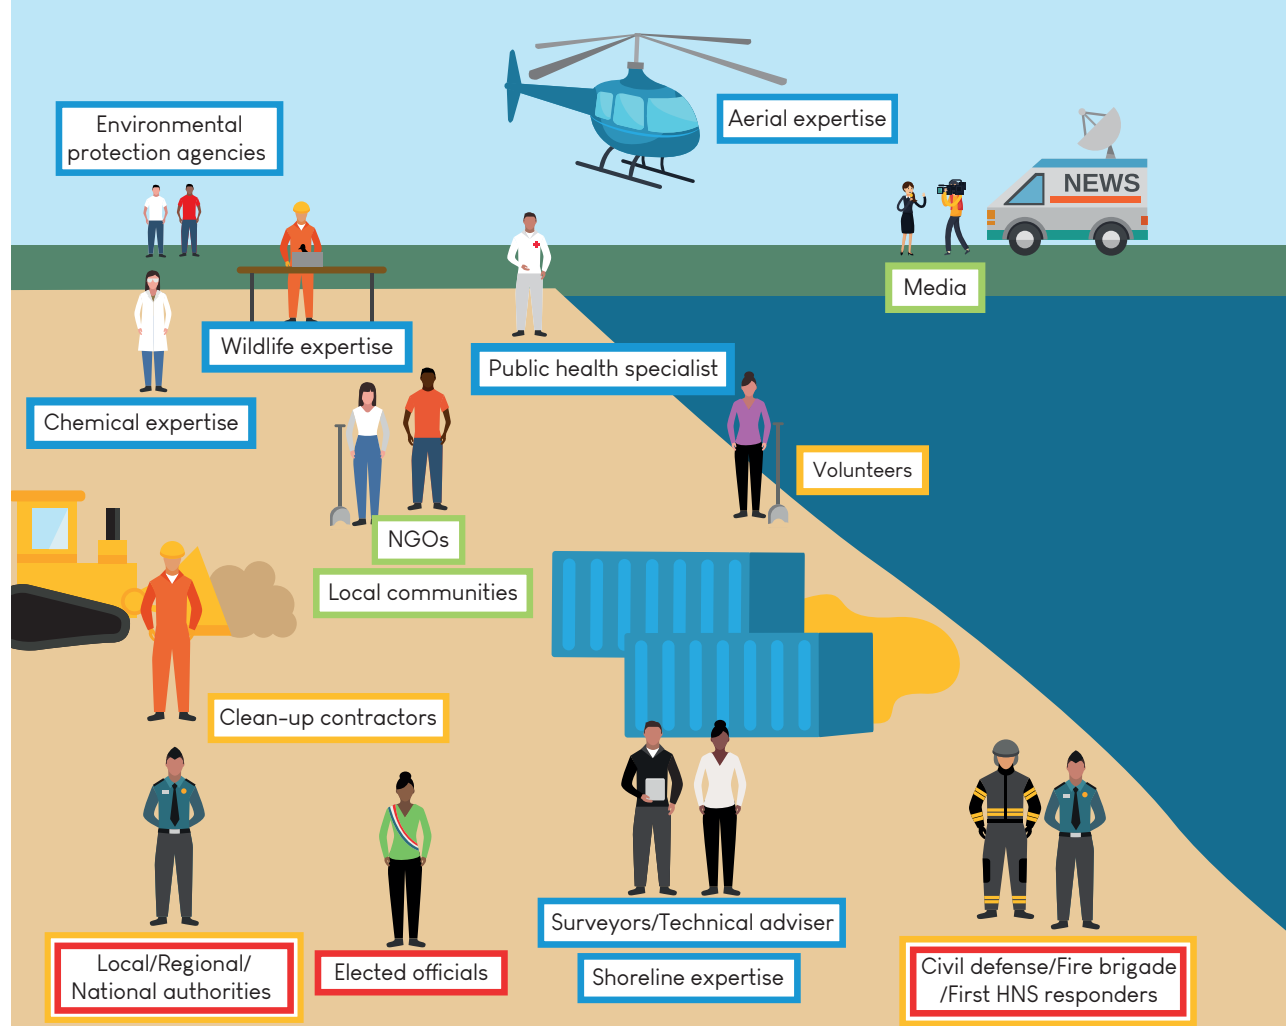 Environmental
protection agencies
Aerial expertise
NEWS
Media
Wildlife expertise
Public health specialist
Chemical expertise
Volunteers
NGOs
Local communities
Clean-up contractors
Surveyors/Technical adviser
Shoreline expertise
Local/Regional/
National authorities
Elected officials
Civil defense/Fire brigade
/First HNS responders